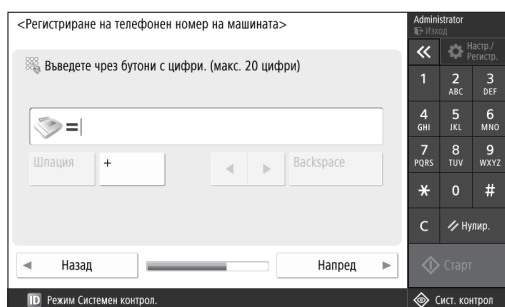 <Регистриране на телефонен номер на машината>
Въведете чрез бутони с цифри. (макс. 20 цифри)
=
Шпация
+
◄
►
Backspace
◄ Назад
Напред ►
ID Режим Системен контрол.
Administrator
Изход
Настр./
Регистр.
1
2
ABC
3
DEF
4
GHI
5
JKL
6
MNO
7
PQRS
8
TUV
9
WXYZ
*
0
#
C
Нулир.
Старт
Сист. контрол